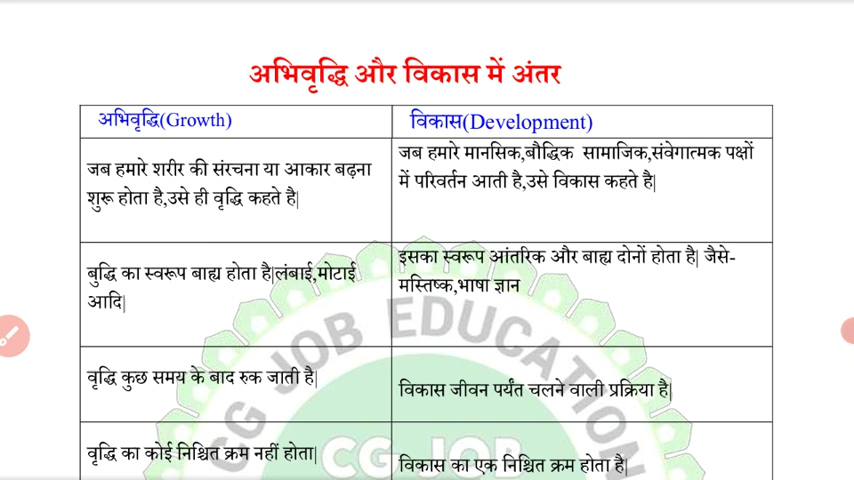 अभिवृद्धि और विकास में अंतर
अभिवृद्धि(Growth)
विकास(Development)
जब हमारे शरीर की संरचना या आकार बढ़ना
शुरू होता है,उसे ही वृद्धि कहते है|
जब हमारे मानसिक,बौद्धिक सामाजिक,संवेगात्मक पक्षों
में परिवर्तन आती है,उसे विकास कहते है|
बुद्धि का स्वरूप बाह्य होता है|लंबाई,मोटाई
आदि|
इसका स्वरूप आंतरिक और बाह्य दोनों होता है| जैसे-
मस्तिष्क,भाषा ज्ञान
वृद्धि कुछ समय के बाद रुक जाती है|
विकास जीवन पर्यंत चलने वाली प्रक्रिया है|
वृद्धि का कोई निश्चित क्रम नहीं होता|
विकास का एक निश्चित क्रम होता है|
CG JOB EDUCATION
CG JOB